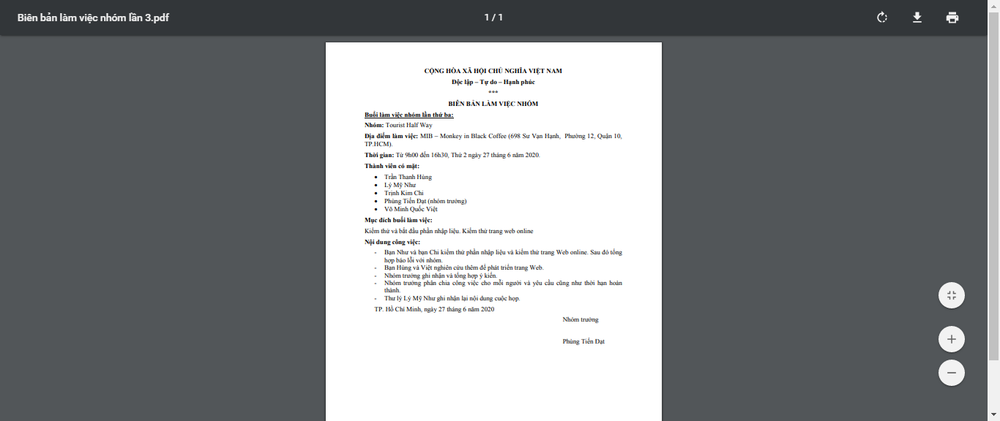 Biên bản làm việc nhóm lần 3.pdf
1 / 1
CỘNG HÒA XÃ HỘI CHỦ NGHĨA VIỆT NAM
Độc lập – Tự do – Hạnh phúc
***
BIÊN BẢN LÀM VIỆC NHÓM
Buổi làm việc nhóm lần thứ ba:
Nhóm: Tourist Half Way
Địa điểm làm việc: MIB – Monkey in Black Coffee (698 Sư Vạn Hạnh, Phường 12, Quận 10,
TP.HCM).
Thời gian: Từ 9h00 đến 16h30, Thứ 2 ngày 27 tháng 6 năm 2020.
Thành viên có mặt:
• Trần Thanh Hùng
• Lý Mỹ Như
• Trịnh Kim Chi
• Phùng Tiến Đạt (nhóm trưởng)
• Võ Minh Quốc Việt
Mục đích buổi làm việc:
Kiểm thử và bắt đầu phần nhập liệu. Kiểm thử trang web online
Nội dung công việc:
- Bạn Như và bạn Chi kiểm thử phần nhập liệu và kiểm thử trang Web online. Sau đó tổng
hợp báo lỗi với nhóm.
- Bạn Hùng và Việt nghiên cứu thêm để phát triển trang Web.
- Nhóm trưởng ghi nhận và tổng hợp ý kiến.
- Nhóm trưởng phân chia công việc cho mỗi người và yêu cầu cũng như thời hạn hoàn
thành.
- Thư lý Lý Mỹ Như ghi nhận lại nội dung cuộc họp.
TP. Hồ Chí Minh, ngày 27 tháng 6 năm 2020
Nhóm trưởng
Phùng Tiến Đạt